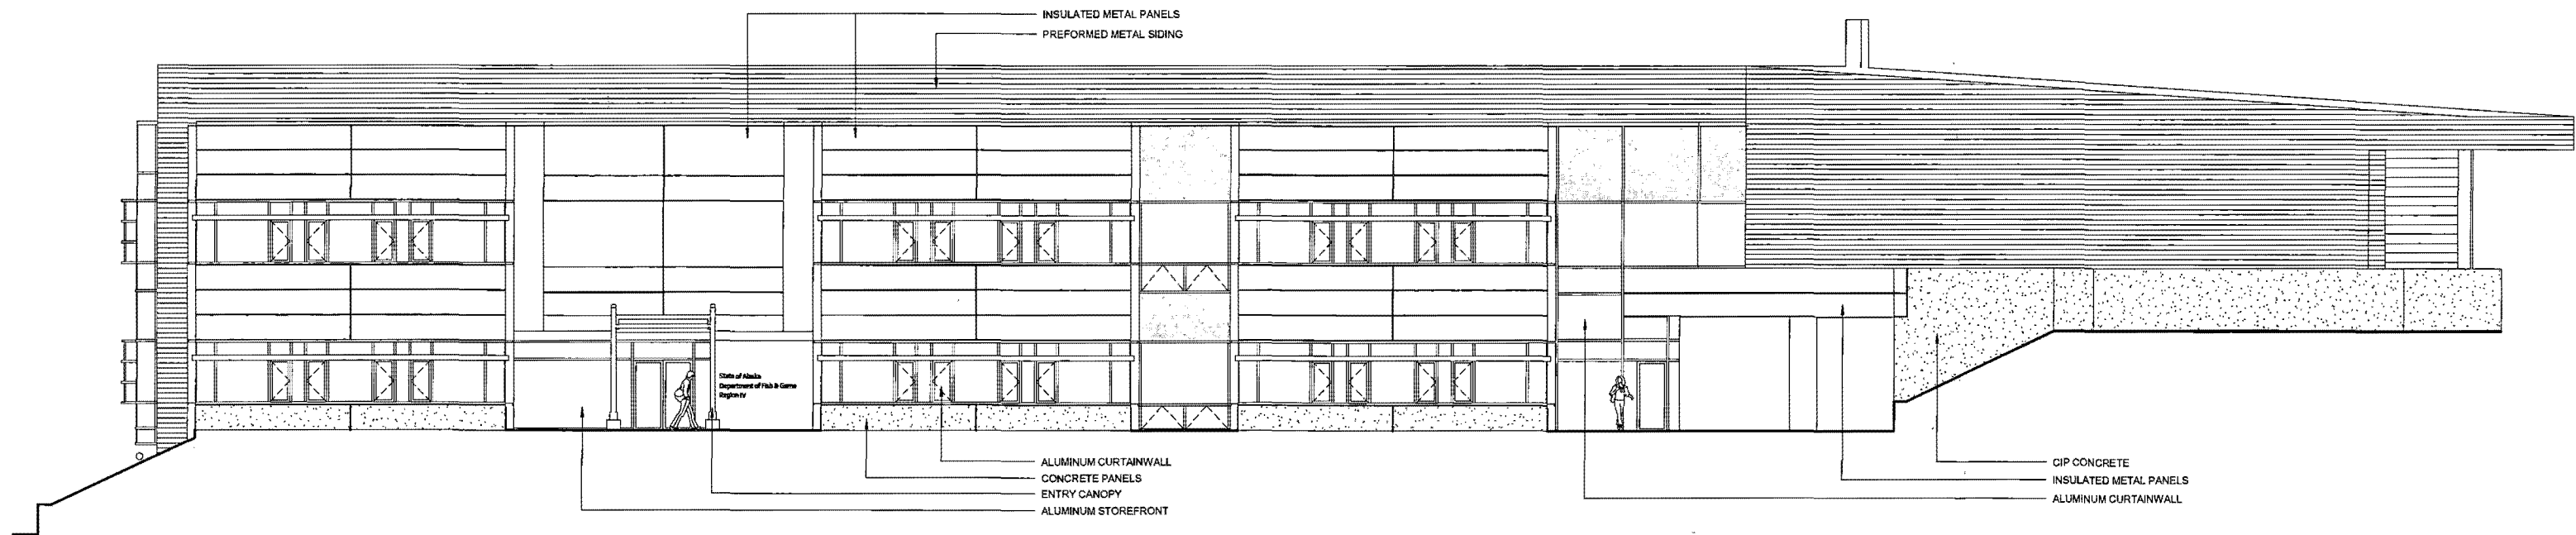 INSULATED METAL PANELS
PREFORMED METAL SIDING
State of Alaska
Department of Fish & Game
Region IV
ALUMINUM CURTAINWALL
CONCRETE PANELS
ENTRY CANOPY
ALUMINUM STOREFRONT
CIP CONCRETE
INSULATED METAL PANELS
ALUMINUM CURTAINWALL